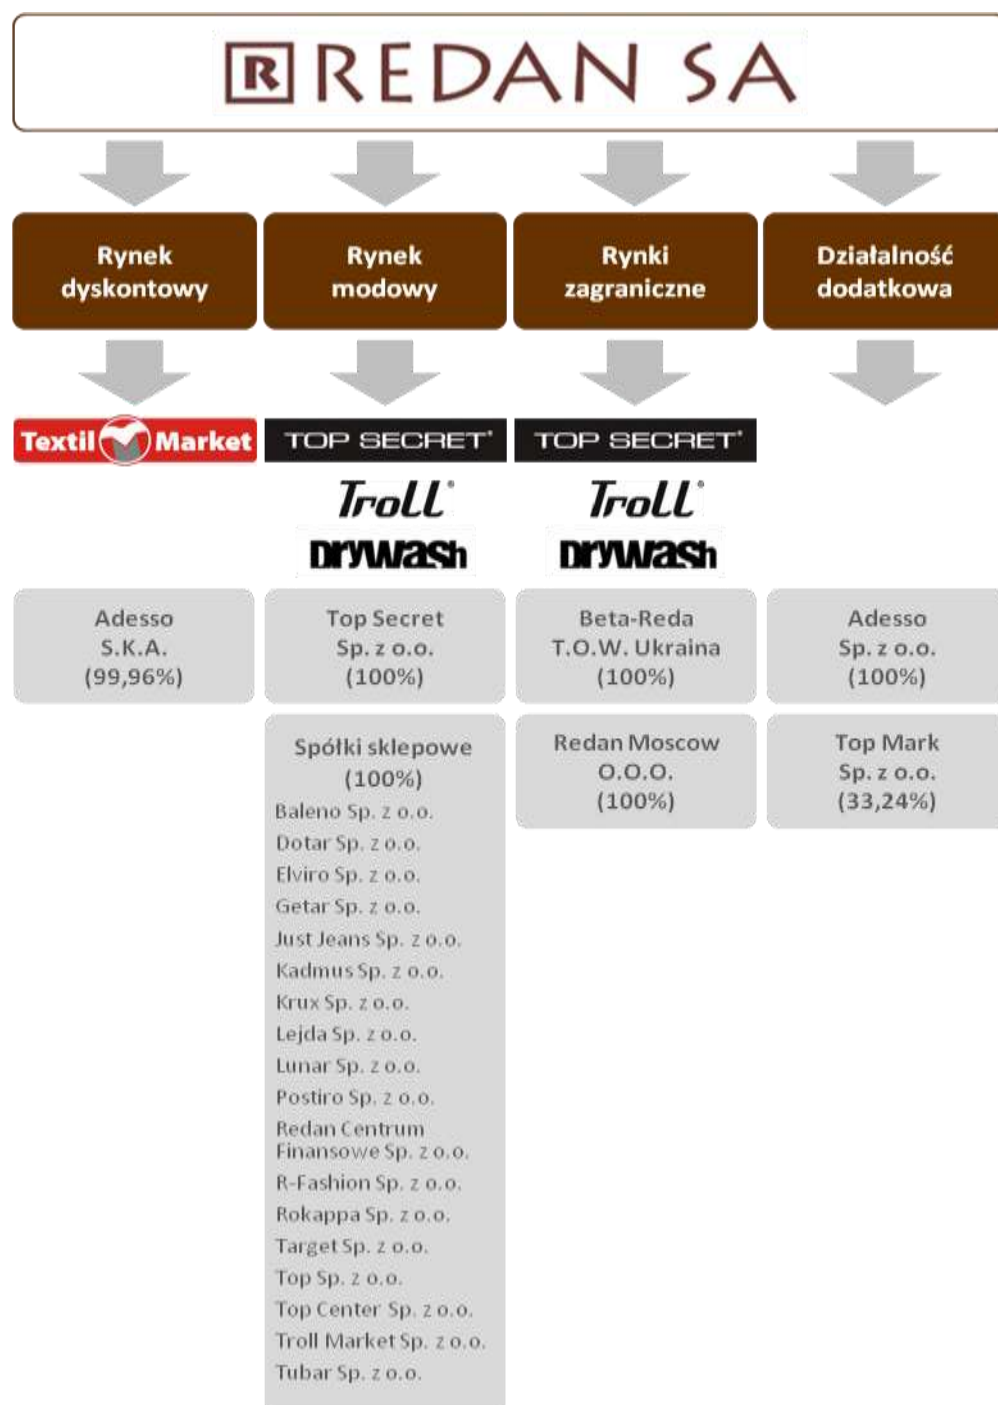 R REDAN SA
Rynek
dyskontowy
Rynek
modowy
Rynki
zagraniczne
Działalność
dodatkowa
Textil Market
TOP SECRET®
TOP SECRET®
Troll®
Troll®
DryWash
DryWash
Adesso
S.K.A.
(99,96%)
Top Secret
Sp. z o.o.
(100%)
Beta-Reda
T.O.W. Ukraina
(100%)
Adesso
Sp. z o.o.
(100%)
Spółki sklepowe
(100%)
Baleno Sp. z o.o.
Dotar Sp. z o.o.
Elviro Sp. z o.o.
Getar Sp. z o.o.
Just Jeans Sp. z o.o.
Kadmus Sp. z o.o.
Krux Sp. z o.o.
Lejda Sp. z o.o.
Lunar Sp. z o.o.
Postiro Sp. z o.o.
Redan Centrum
Finansowe Sp. z o.o.
R-Fashion Sp. z o.o.
Rokappa Sp. z o.o.
Target Sp. z o.o.
Top Sp. z o.o.
Top Center Sp. z o.o.
Troll Market Sp. z o.o.
Tubar Sp. z o.o.
Redan Moscow
O.O.O.
(100%)
Top Mark
Sp. z o.o.
(33,24%)